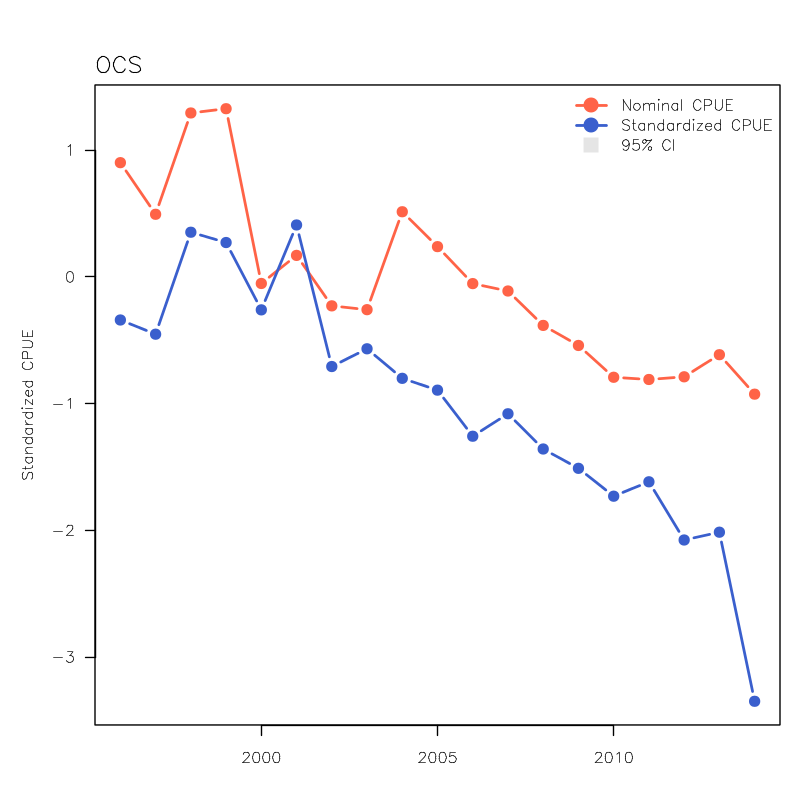 OCS
Nominal CPUE
Standardized CPUE
95% CI
1
0
−1
−2
−3
Standardized CPUE
2000
2005
2010